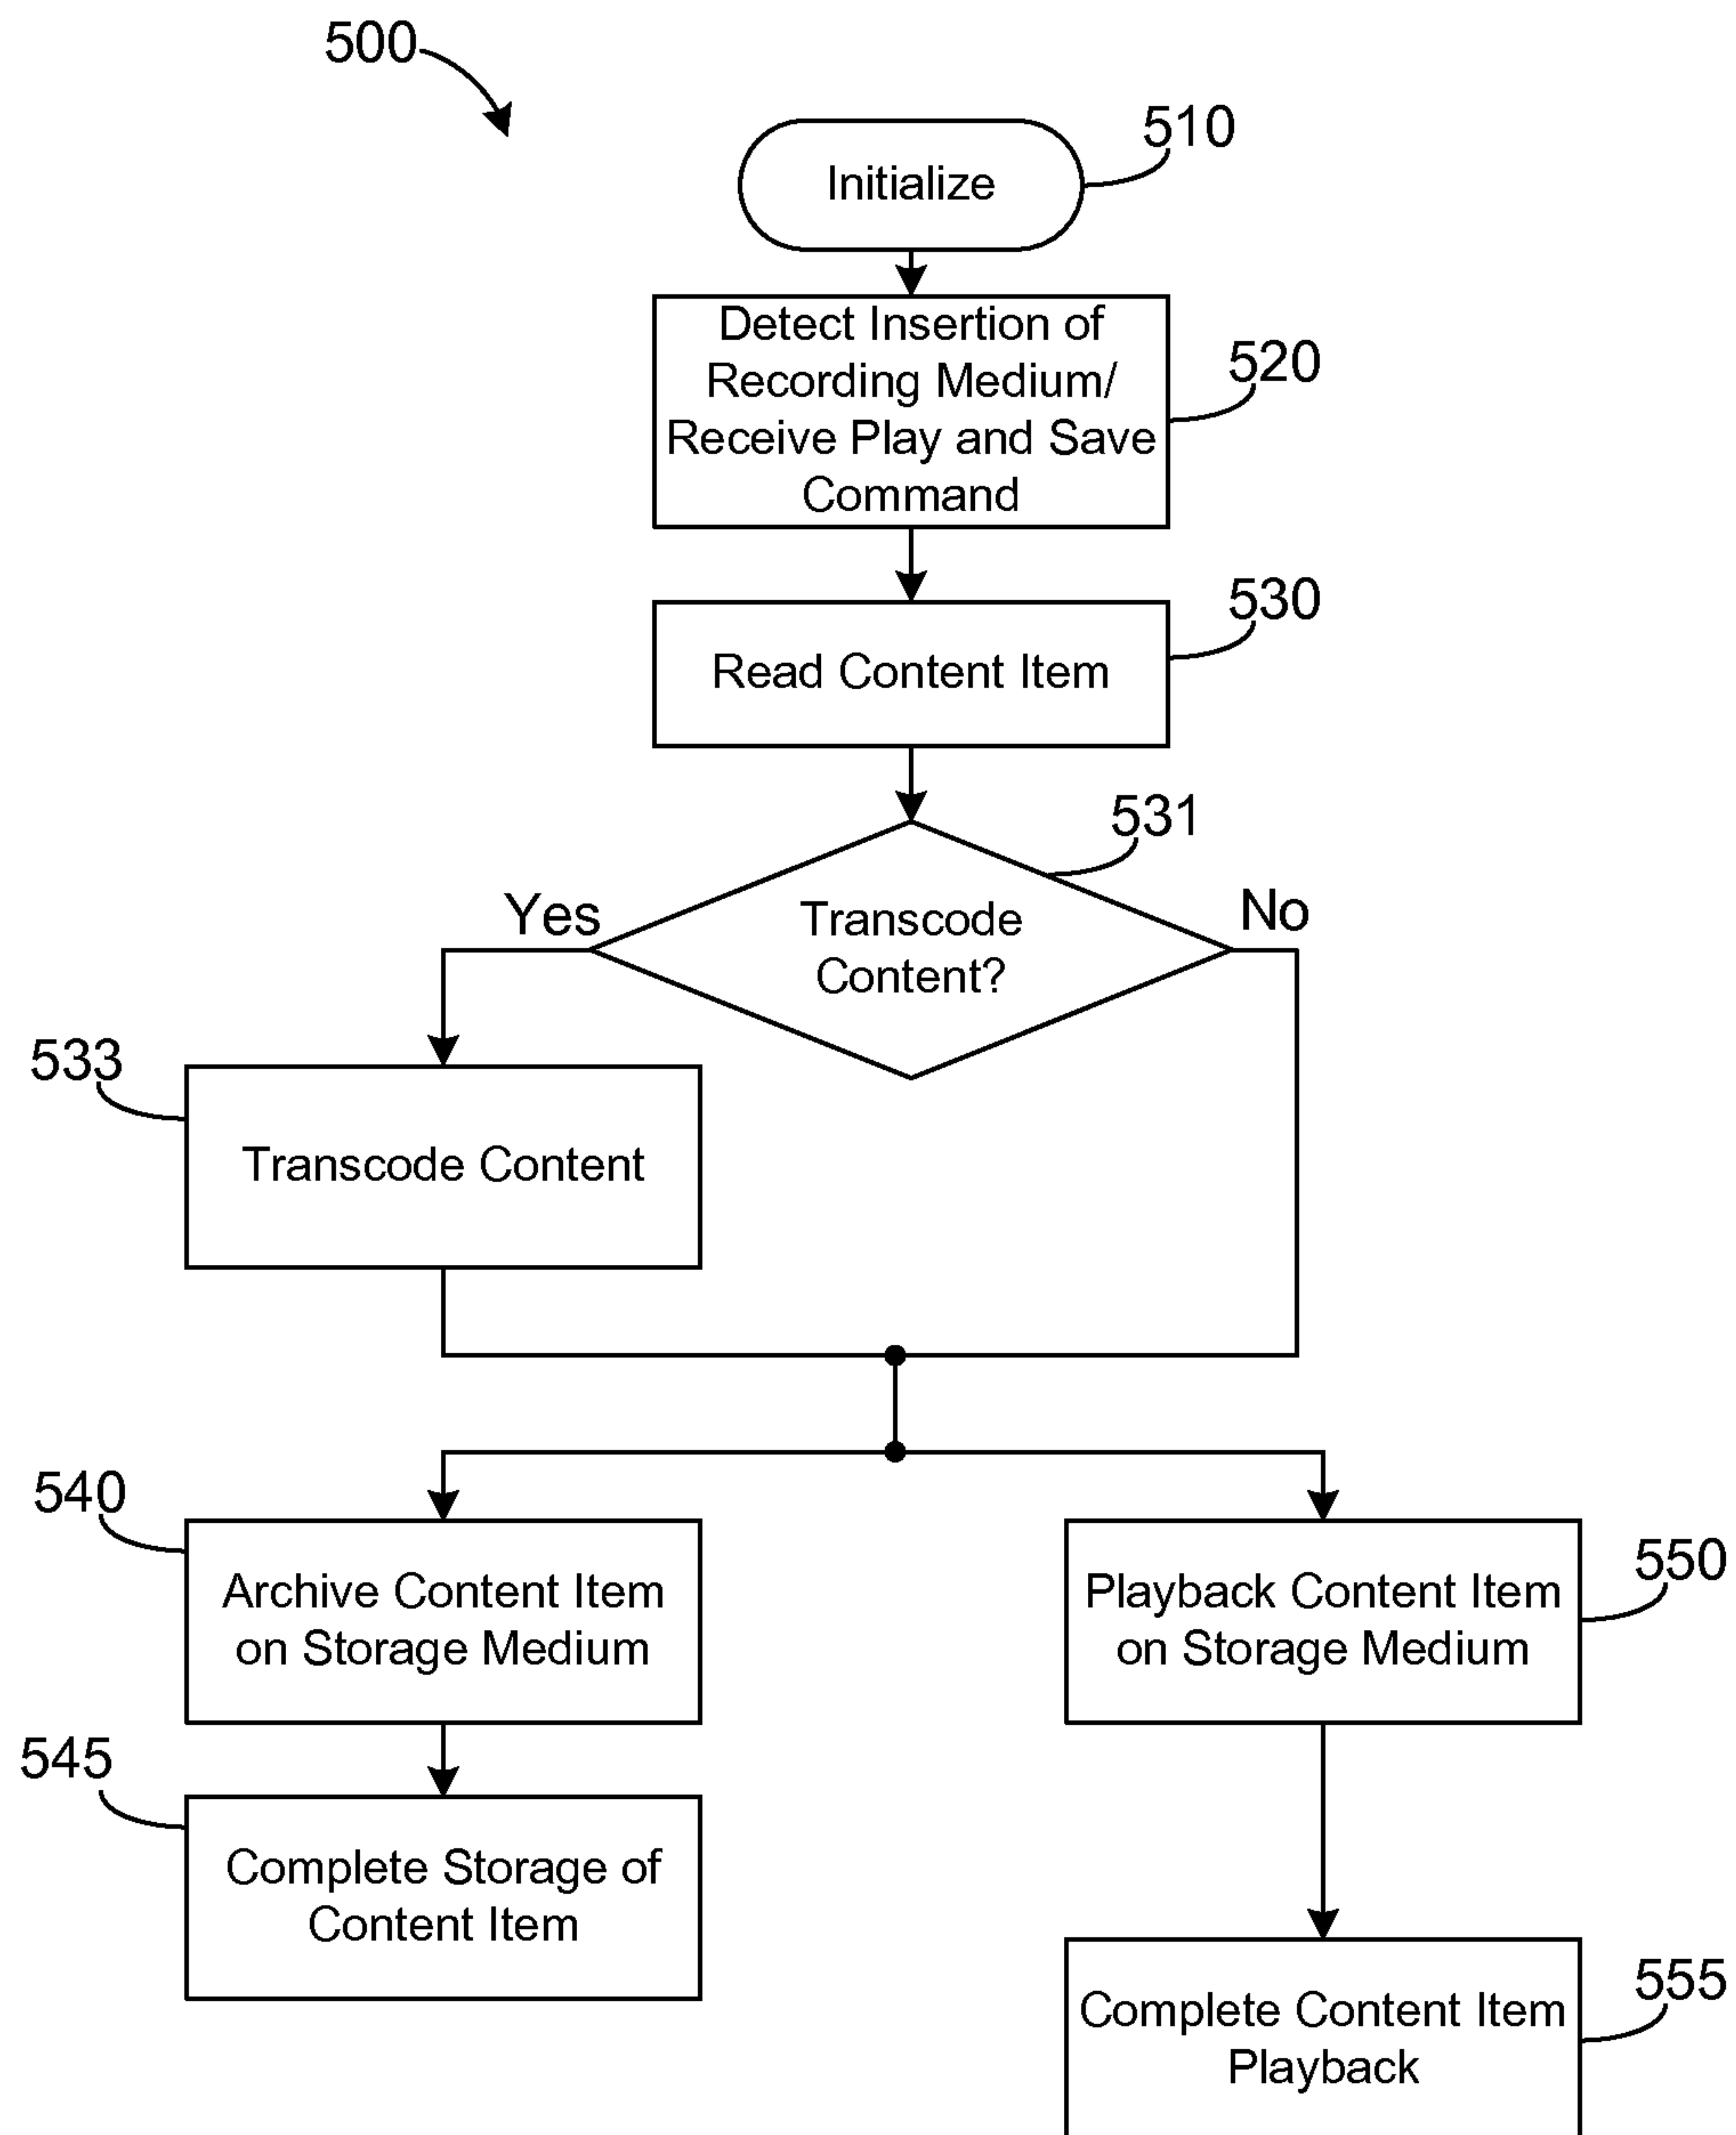 500
510
Initialize
Detect Insertion of
Recording Medium/
Receive Play and Save
Command
520
530
Read Content Item
531
Yes
Transcode
Content?
No
533
Transcode Content
540
Archive Content Item
on Storage Medium
550
Playback Content Item
on Storage Medium
545
Complete Storage of
Content Item
555
Complete Content Item
Playback